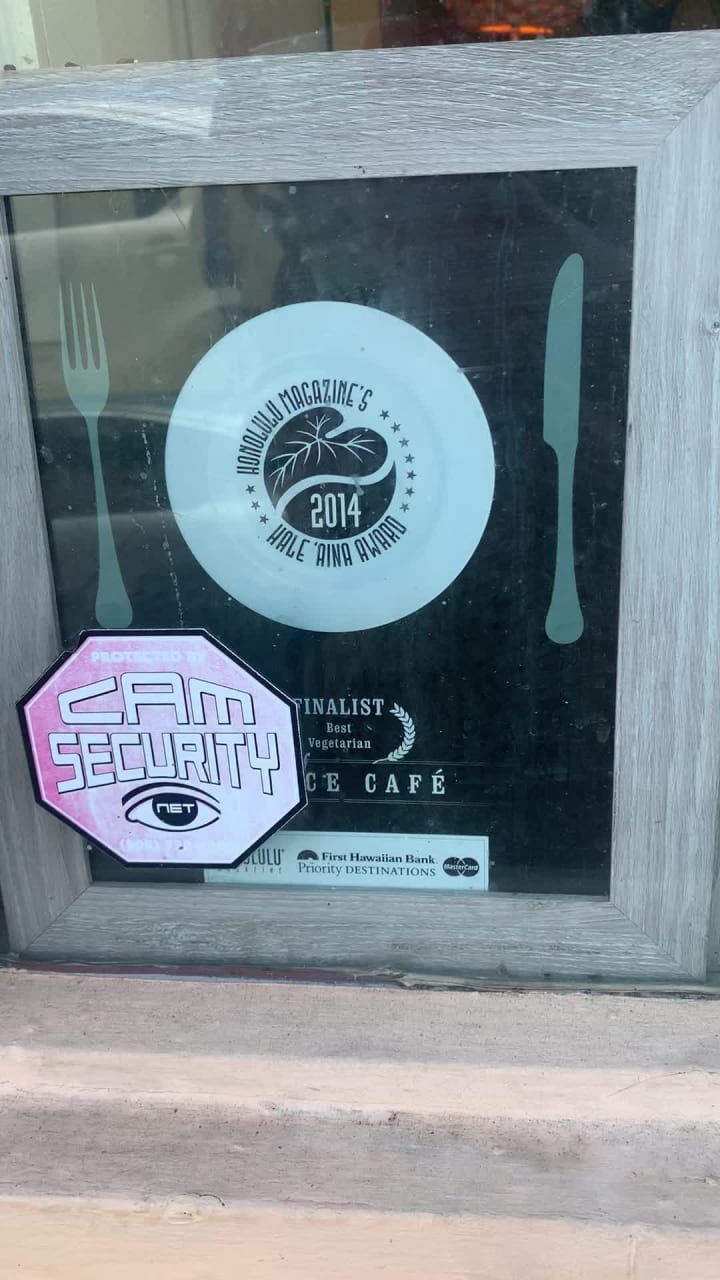 HONOLULU MAGAZINE'S
2014
HALE 'AINA AWARD
FINALIST
Best
Vegetarian
CE CAFÉ
PROTECTED BY
CAM
SECURITY
NET
First Hawaiian Bank
Priority DESTINATIONS
MasterCard